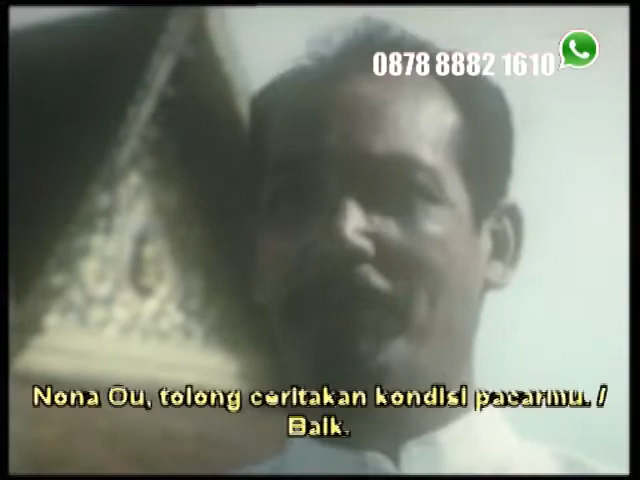 0878 8882 1610
Nona Ou, tolong ceritakan kondisi pacarmu. /
Baik.